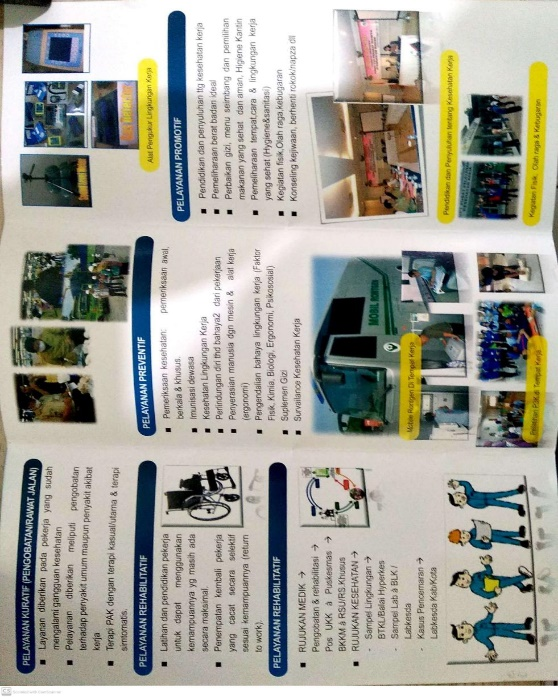 PELAYANAN KURATIF (PENGOBATAN/RAWAT JALAN)
Layanan diberikan pada pekerja yang sudah
mengalami gangguan kesehatan
Pelayanan diberikan meliputi pengobatan
terhadap penyakit umum maupun penyakit akibat
kerja
Terapi PAK dengan terapi kasual/utama & terapi
simtomatis.
PELAYANAN REHABILITATIF
Latihan dan pendidikan pekerja
untuk dapat menggunakan
kemampuannya yg masih ada
secara maksimal.
Penempatan kembali pekerja
yang cacat secara selektif
sesuai kemampuannya (return
to work).
PELAYANAN REHABILITATIF
RUJUKAN MEDIK →
Pengobatan & rehabilitasi →
Pos UKK à Puskesmas →
BKKM à RSU/RS Khusus
RUJUKAN KESEHATAN →
- Sampel Lingkungan →
BTKL/Balai Hiperkes
- Sampel Lab à BLK /
Labkesda
- Kasus Pencemaran →
Labkesda Kab/Kota
PELAYANAN PREVENTIF
Pemeriksaan kesehatan: pemeriksaan awal,
berkala & khusus.
Imunisasi dewasa
Kesehatan Lingkungan Kerja
Perlindungan diri thd bahaya2 dari pekerjaan
Penyerasian manusia dgn mesin & alat kerja
(ergonomi)
Pengendalian bahaya lingkungan kerja (Faktor
Fisik, Kimia, Biologi, Ergonomi, Psikososial)
Suplemen Gizi
Survailance Kesehatan Kerja
MOBIL RONTGEN
Mobile Rontgen Di Tempat Kerja
Tempat Kerja
Alat Pengukur Lingkungan Kerja
PELAYANAN PROMOTIF
Pendidikan dan penyuluhan ttg kesehatan kerja
Pemeliharaan berat badan ideal
Perbaikan gizi, menu seimbang dan pemilihan
makanan yang sehat dan aman, Higiene Kantin
Pemeliharaan tempat,cara & lingkungan kerja
yang sehat (Hygiene&sanitasi)
Kegiatan fisik,Olah raga,kebugaran
Konseling kejiwaan, berhenti rokok/napza dll
Pendidikan dan Penyuluhan tentang Kesehatan Kerja
Kegiatan Fisik, Olah raga & Kebugaran